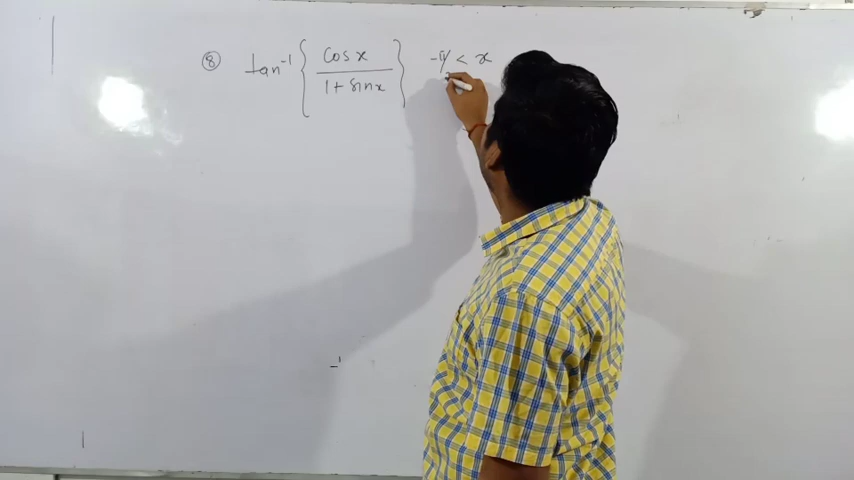 ⑧ tan⁻¹ { cos x / 1 + sin x } -π/ < x